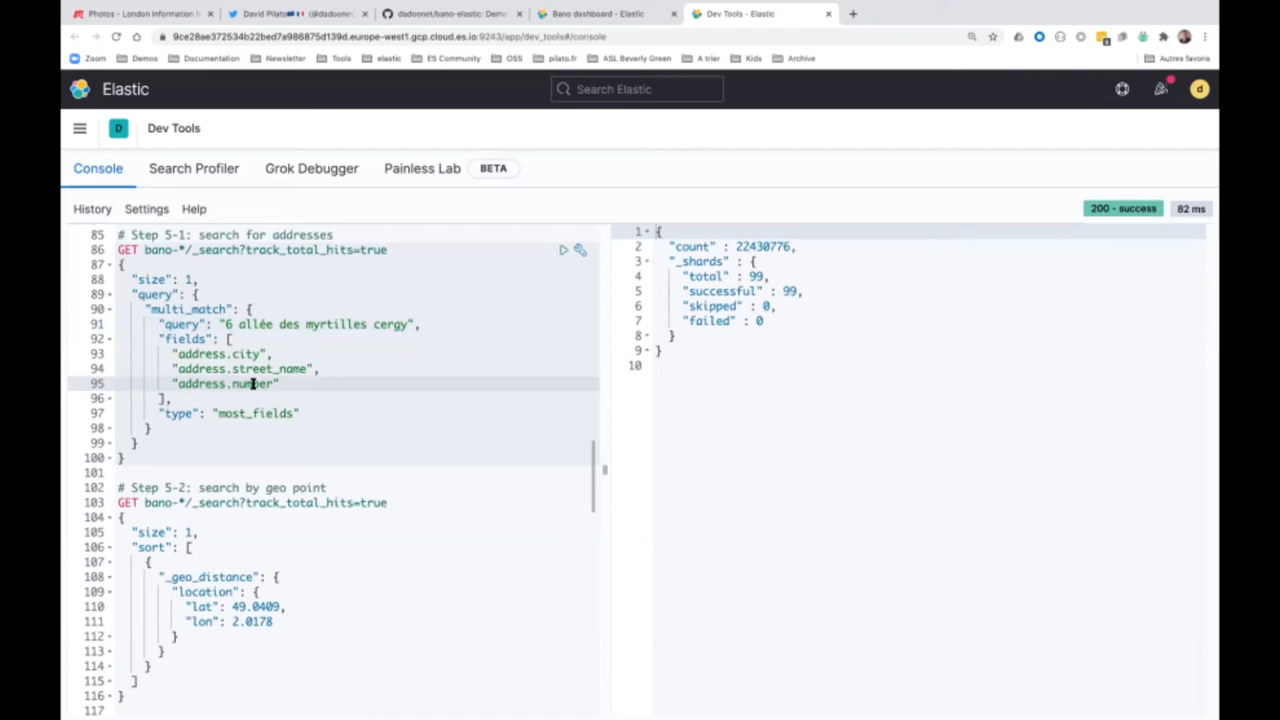 Photos - London Information R
David Pilato (@dadoonet
dadoonet/bano-elastic: Demo
Bano dashboard - Elastic
Dev Tools - Elastic
9ce28ae372534b22bed7a986875d139d.europe-west1.gcp.cloud.es.io:9243/app/dev_tools#/console
Zoom Demos Documentation Newsletter Tools elastic ES Community OSS pilato.fr ASL Beverly Green A trier Kids Archive Autres favoris
Elastic
Search Elastic
d
D
Dev Tools
Console Search Profiler Grok Debugger Painless Lab BETA
History Settings Help
200 - success 82 ms
85 # Step 5-1: search for addresses
86 GET bano-*/_search?track_total_hits=true
87 {
88 "size": 1,
89 "query": {
90 "multi_match": {
91 "query": "6 allée des myrtilles cergy",
92 "fields": [
93 "address.city",
94 "address.street_name",
95 "address.number"
96 ],
97 "type": "most_fields"
98 }
99 }
100 }
101
102 # Step 5-2: search by geo point
103 GET bano-*/_search?track_total_hits=true
104 {
105 "size": 1,
106 "sort": [
107 {
108 "_geo_distance": {
109 "location": {
110 "lat": 49.0409,
111 "lon": 2.0178
112 }
113 }
114 }
115 ]
116 }
117
1 {
2 "count" : 22430776,
3 "_shards" : {
4 "total" : 99,
5 "successful" : 99,
6 "skipped" : 0,
7 "failed" : 0
8 }
9 }
10